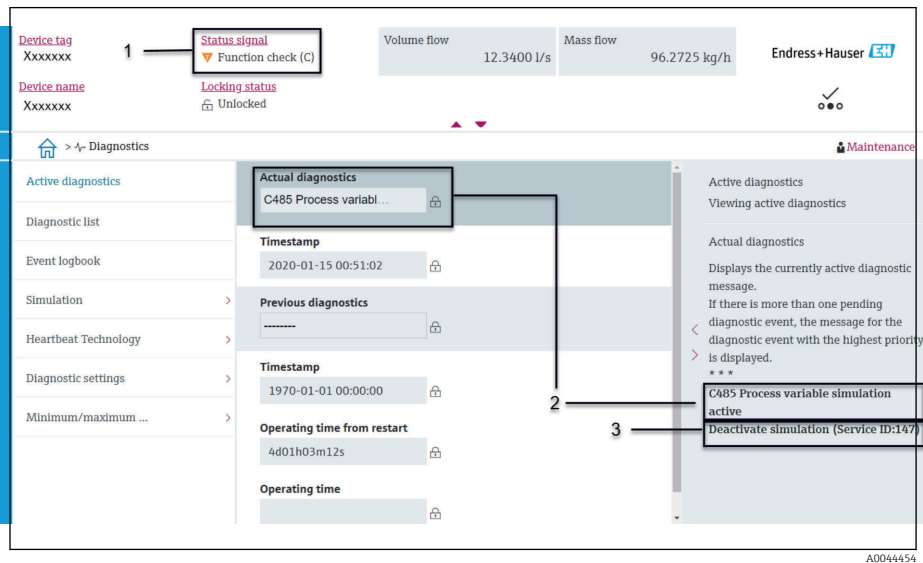 Device tag
Xxxxxxx
1
Status signal
Function check (C)
Volume flow
12.3400 l/s
Mass flow
96.2725 kg/h
Endress+Hauser EH
Device name
Xxxxxxx
Locking status
Unlocked
> Diagnostics
Maintenance
Active diagnostics
Diagnostic list
Event logbook
Simulation
Heartbeat Technology
Diagnostic settings
Minimum/maximum ...
Actual diagnostics
C485 Process variabl...
Timestamp
2020-01-15 00:51:02
Previous diagnostics
--------
Timestamp
1970-01-01 00:00:00
Operating time from restart
4d01h03m12s
Operating time
2
3
Active diagnostics
Viewing active diagnostics
Actual diagnostics
Displays the currently active diagnostic
message.
If there is more than one pending
diagnostic event, the message for the
diagnostic event with the highest priority
is displayed.
* * *
C485 Process variable simulation
active
Deactivate simulation (Service ID:147)
A0044454